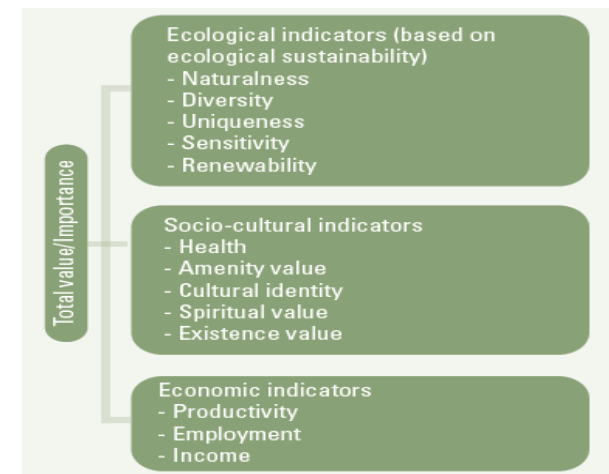 Total value/Importance
Ecological indicators (based on
ecological sustainability)
- Naturalness
- Diversity
- Uniqueness
- Sensitivity
- Renewability
Socio-cultural indicators
- Health
- Amenity value
- Cultural identity
- Spiritual value
- Existence value
Economic indicators
- Productivity
- Employment
- Income